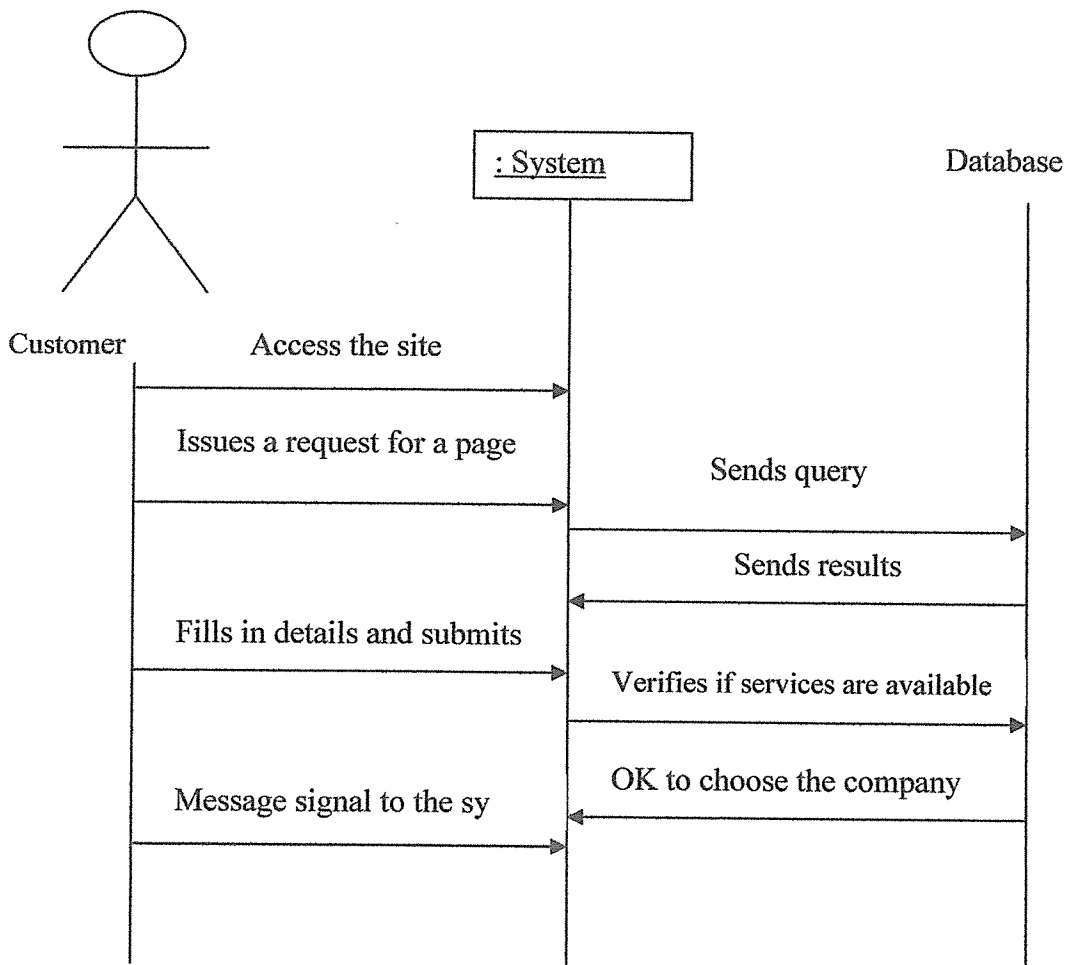 : System
Database
Customer
Access the site
Issues a request for a page
Sends query
Sends results
Fills in details and submits
Verifies if services are available
OK to choose the company
Message signal to the sy